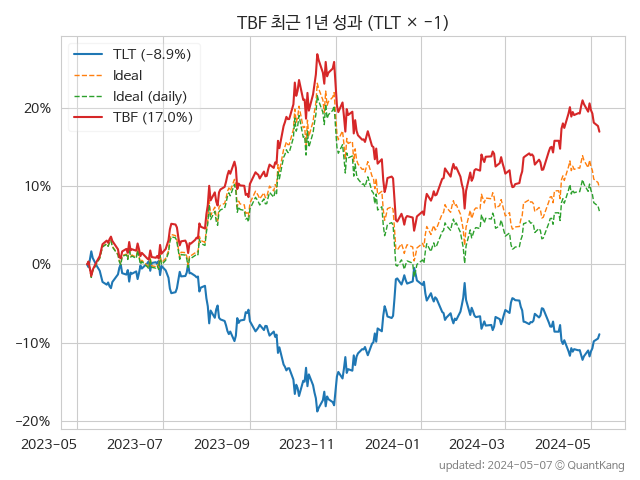 TBF 최근 1년 성과 (TLT × −1)
TLT (−8.9%)
Ideal
Ideal (daily)
TBF (17.0%)
20%
10%
0%
−10%
−20%
2023-05
2023-07
2023-09
2023-11
2024-01
2024-03
2024-05
updated: 2024-05-07 © QuantKang